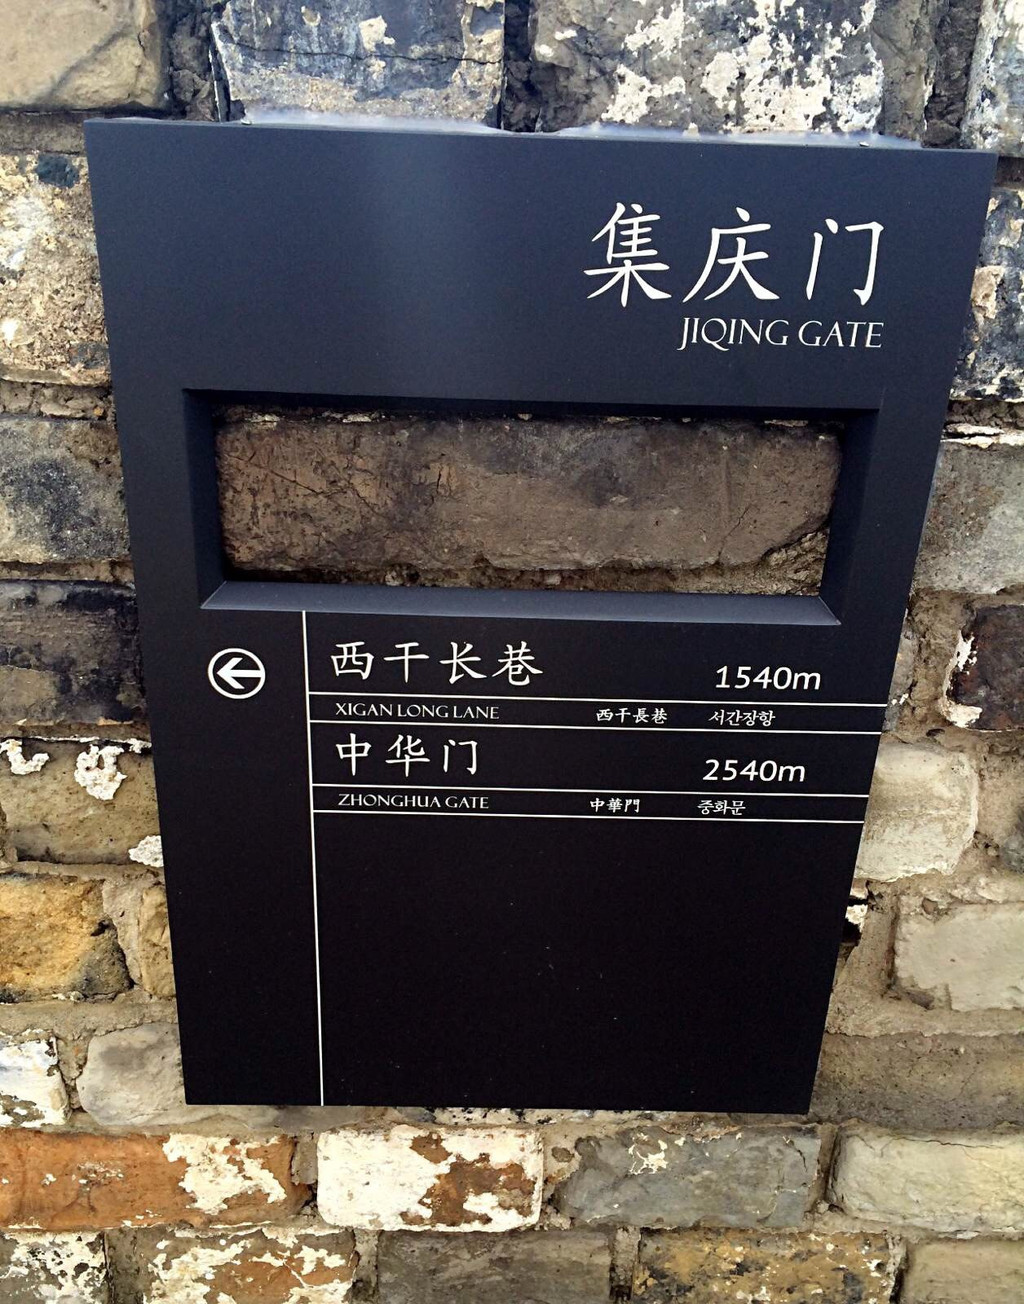 集庆门
JIQING GATE
西干长巷 1540m
XIGAN LONG LANE 西干長巷 서간장항
中华门 2540m
ZHONGHUA GATE 中華門 중화문